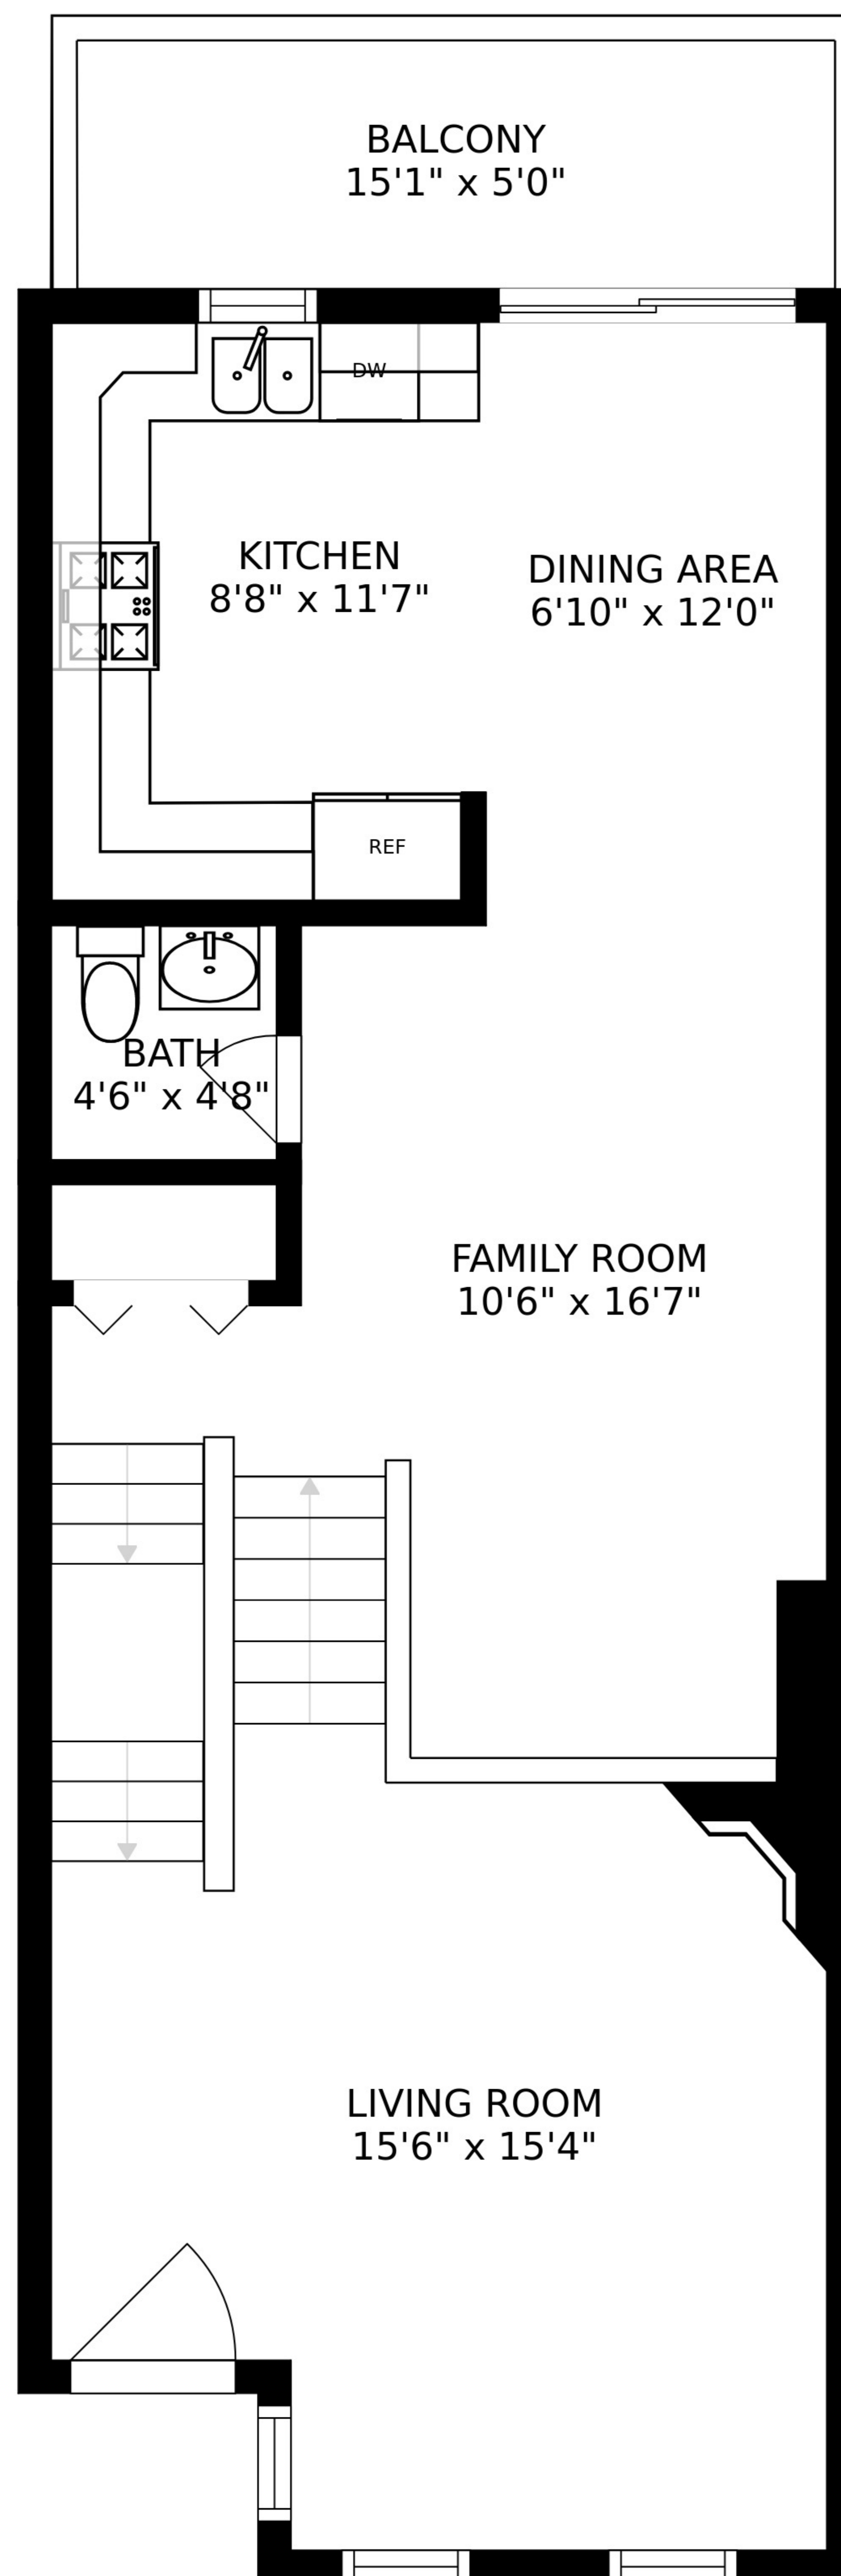 BALCONY
15'1" x 5'0"
DW
KITCHEN
8'8" x 11'7"
DINING AREA
6'10" x 12'0"
REF
BATH
4'6" x 4'8"
FAMILY ROOM
10'6" x 16'7"
LIVING ROOM
15'6" x 15'4"